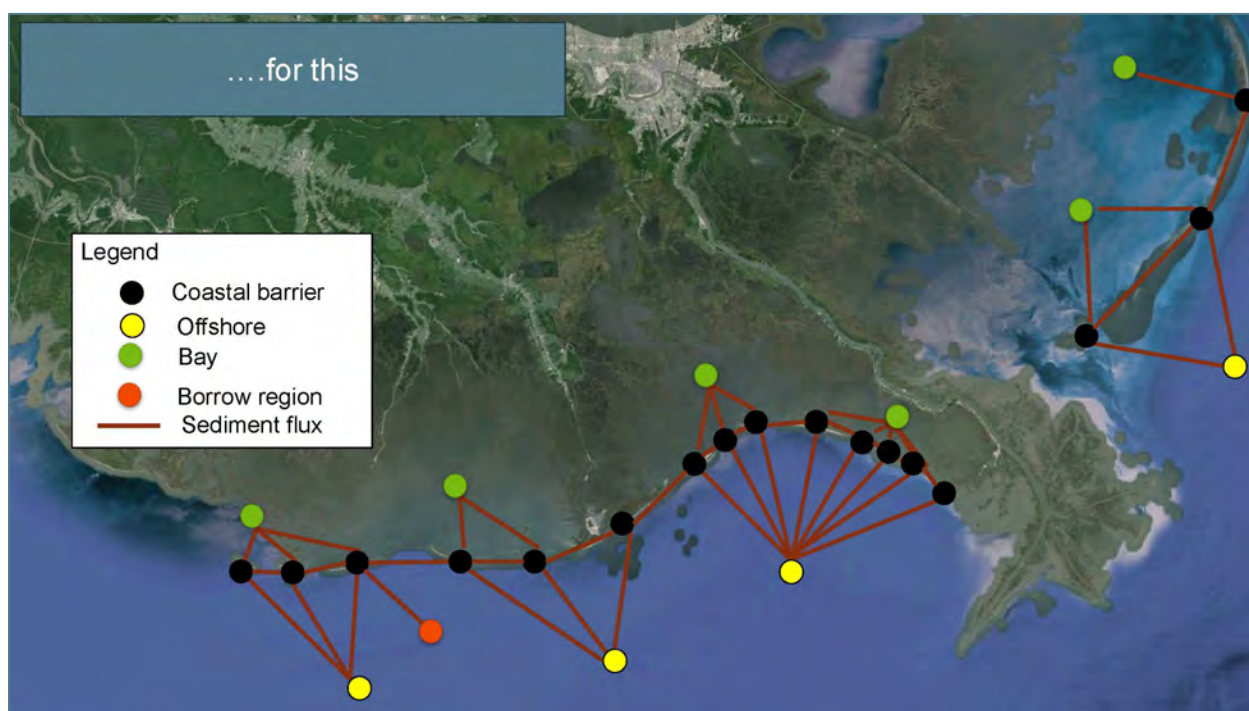 ....for this
Legend
Coastal barrier
Offshore
Bay
Borrow region
Sediment flux